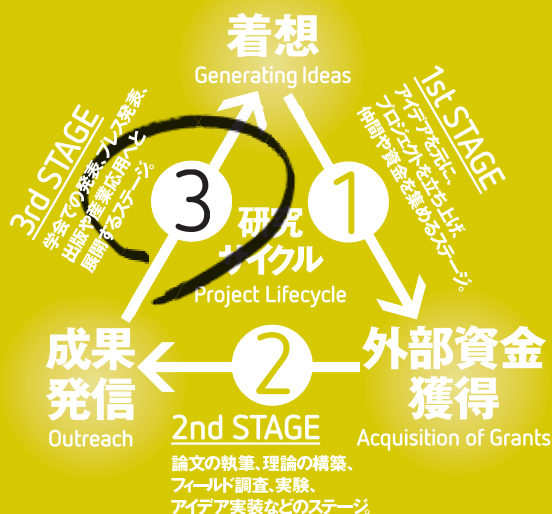 着想
Generating Ideas
1st STAGE
アイデアを元に、
プロジェクトを立ち上げ、
仲間や資金を集めるステージ。
3rd STAGE
学会での発表、プレス発表、
出版や産業応用へと
展開するステージ。
3
1
研究
サイクル
Project Lifecycle
成果
発信
Outreach
2
外部資金
獲得
Acquisition of Grants
2nd STAGE
論文の執筆、理論の構築、
フィールド調査、実験、
アイデア実装などのステージ。